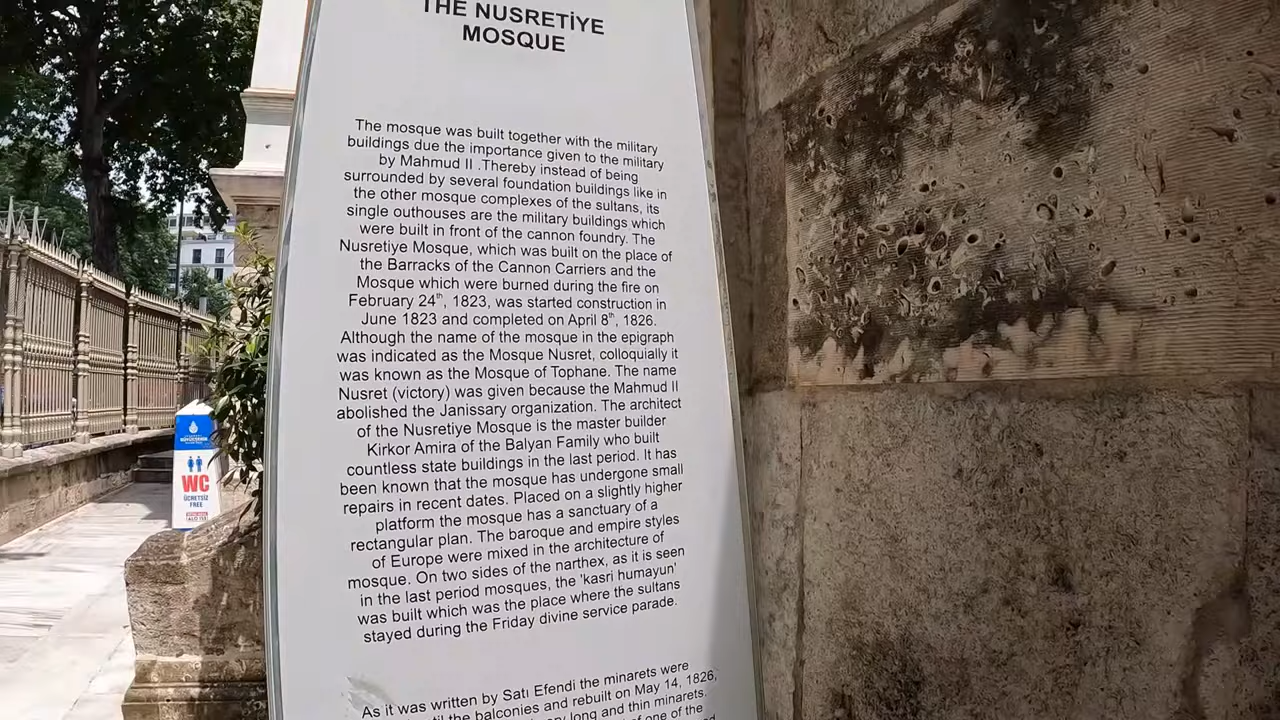 THE NUSRETİYE
MOSQUE
The mosque was built together with the military
buildings due the importance given to the military
by Mahmud II .Thereby instead of being
surrounded by several foundation buildings like in
the other mosque complexes of the sultans, its
single outhouses are the military buildings which
were built in front of the cannon foundry. The
Nusretiye Mosque, which was built on the place of
the Barracks of the Cannon Carriers and the
Mosque which were burned during the fire on
February 24th, 1823, was started construction in
June 1823 and completed on April 8th, 1826.
Although the name of the mosque in the epigraph
was indicated as the Mosque Nusret, colloquially it
was known as the Mosque of Tophane. The name
Nusret (victory) was given because the Mahmud II
abolished the Janissary organization. The architect
of the Nusretiye Mosque is the master builder
Kirkor Amira of the Balyan Family who built
countless state buildings in the last period. It has
been known that the mosque has undergone small
repairs in recent dates. Placed on a slightly higher
platform the mosque has a sanctuary of a
rectangular plan. The baroque and empire styles
of Europe were mixed in the architecture of
mosque. On two sides of the narthex, as it is seen
in the last period mosques, the 'kasri humayun'
was built which was the place where the sultans
stayed during the Friday divine service parade.
As it was written by Satı Efendi the minarets were
the balconies and rebuilt on May 14, 1826,
long and thin minarets.
of one of the
WC
ÜCRETSİZ
FREE
ALO 153